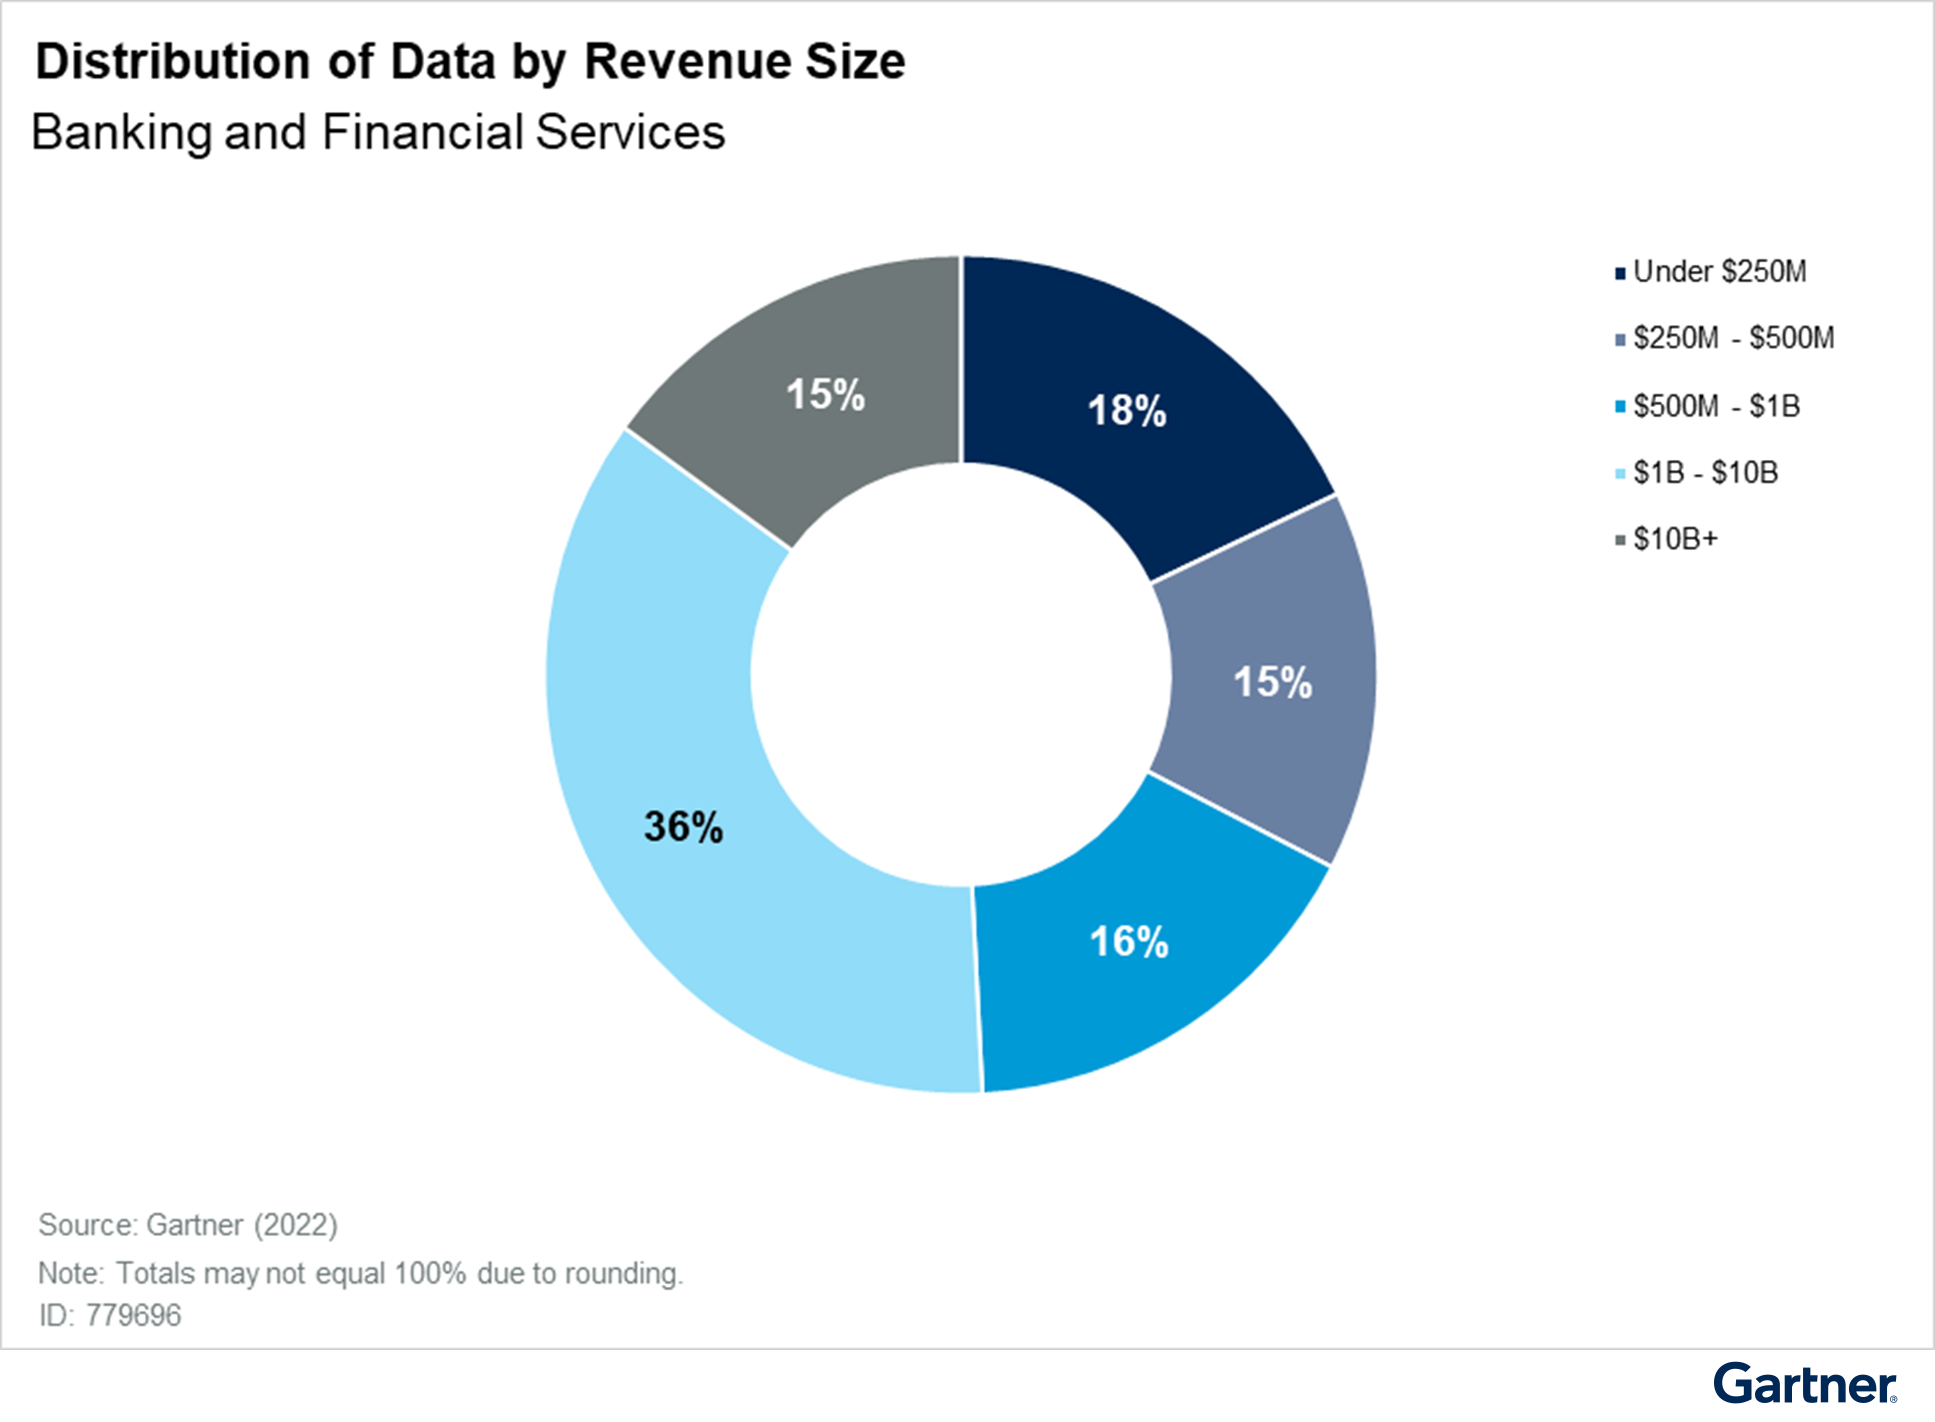 Distribution of Data by Revenue Size
Banking and Financial Services
Under $250M
$250M - $500M
$500M - $1B
$1B - $10B
$10B+
15%
18%
15%
36%
16%
Source: Gartner (2022)
Note: Totals may not equal 100% due to rounding.
ID: 779696
Gartner®